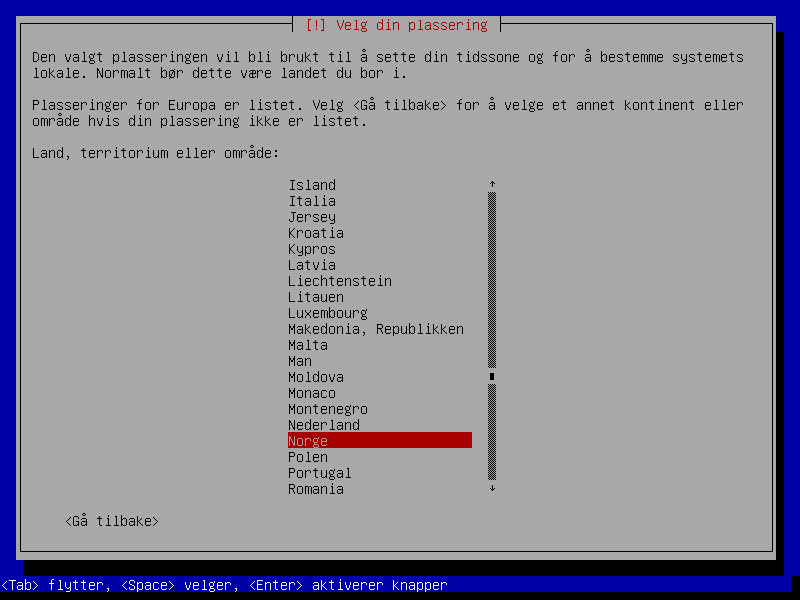 [!] Velg din plassering
Den valgt plasseringen vil bli brukt til å sette din tidssone og for å bestemme systemets
lokale. Normalt bør dette være landet du bor i.
Plasseringer for Europa er listet. Velg <Gå tilbake> for å velge et annet kontinent eller
område hvis din plassering ikke er listet.
Land, territorium eller område:
Island
Italia
Jersey
Kroatia
Kypros
Latvia
Liechtenstein
Litauen
Luxembourg
Makedonia, Republikken
Malta
Man
Moldova
Monaco
Montenegro
Nederland
Norge
Polen
Portugal
Romania
<Gå tilbake>
<Tab> flytter, <Space> velger, <Enter> aktiverer knapper